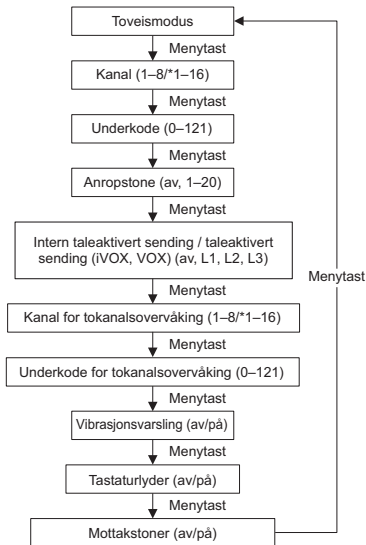 Toveismodus
Menytast
Kanal (1–8/*1–16)
Menytast
Underkode (0–121)
Menytast
Anropstone (av, 1–20)
Menytast
Intern taleaktivert sending / taleaktivert
sending (iVOX, VOX) (av, L1, L2, L3)
Menytast
Menytast
Kanal for tokanalsovervåking (1–8/*1–16)
Menytast
Underkode for tokanalsovervåking (0–121)
Menytast
Vibrasjonsvarsling (av/på)
Menytast
Tastaturlyder (av/på)
Menytast
Mottakstoner (av/på)